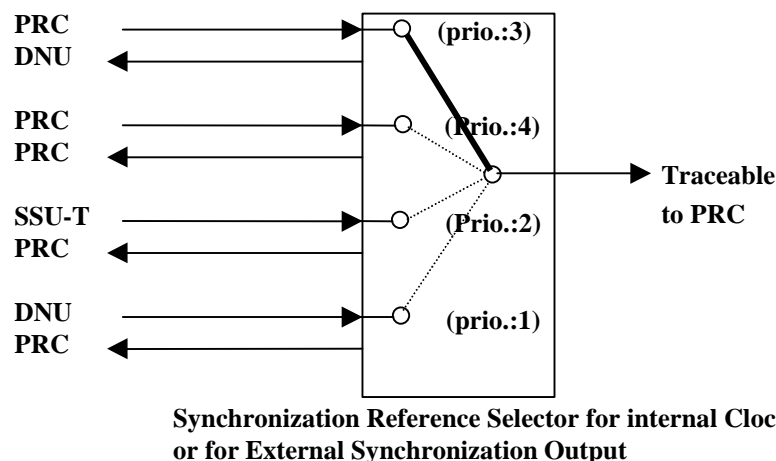 PRC (prio.:3)
DNU
PRC (Prio.:4)
PRC
Traceable
to PRC
SSU-T (Prio.:2)
PRC
DNU (prio.:1)
PRC
Synchronization Reference Selector for internal Cloc
or for External Synchronization Output